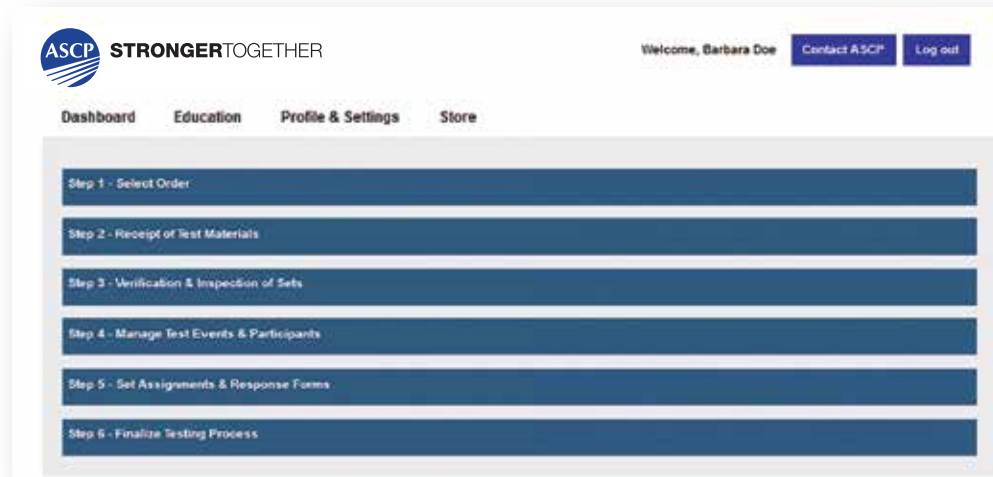 ASCP STRONGERTOGETHER
Welcome, Barbara Doe Contact ASCP Log out
Dashboard Education Profile & Settings Store
Step 1 - Select Order
Step 2 - Receipt of Test Materials
Step 3 - Verification & Inspection of Sets
Step 4 - Manage Test Events & Participants
Step 5 - Set Assignments & Response Forms
Step 6 - Finalize Testing Process